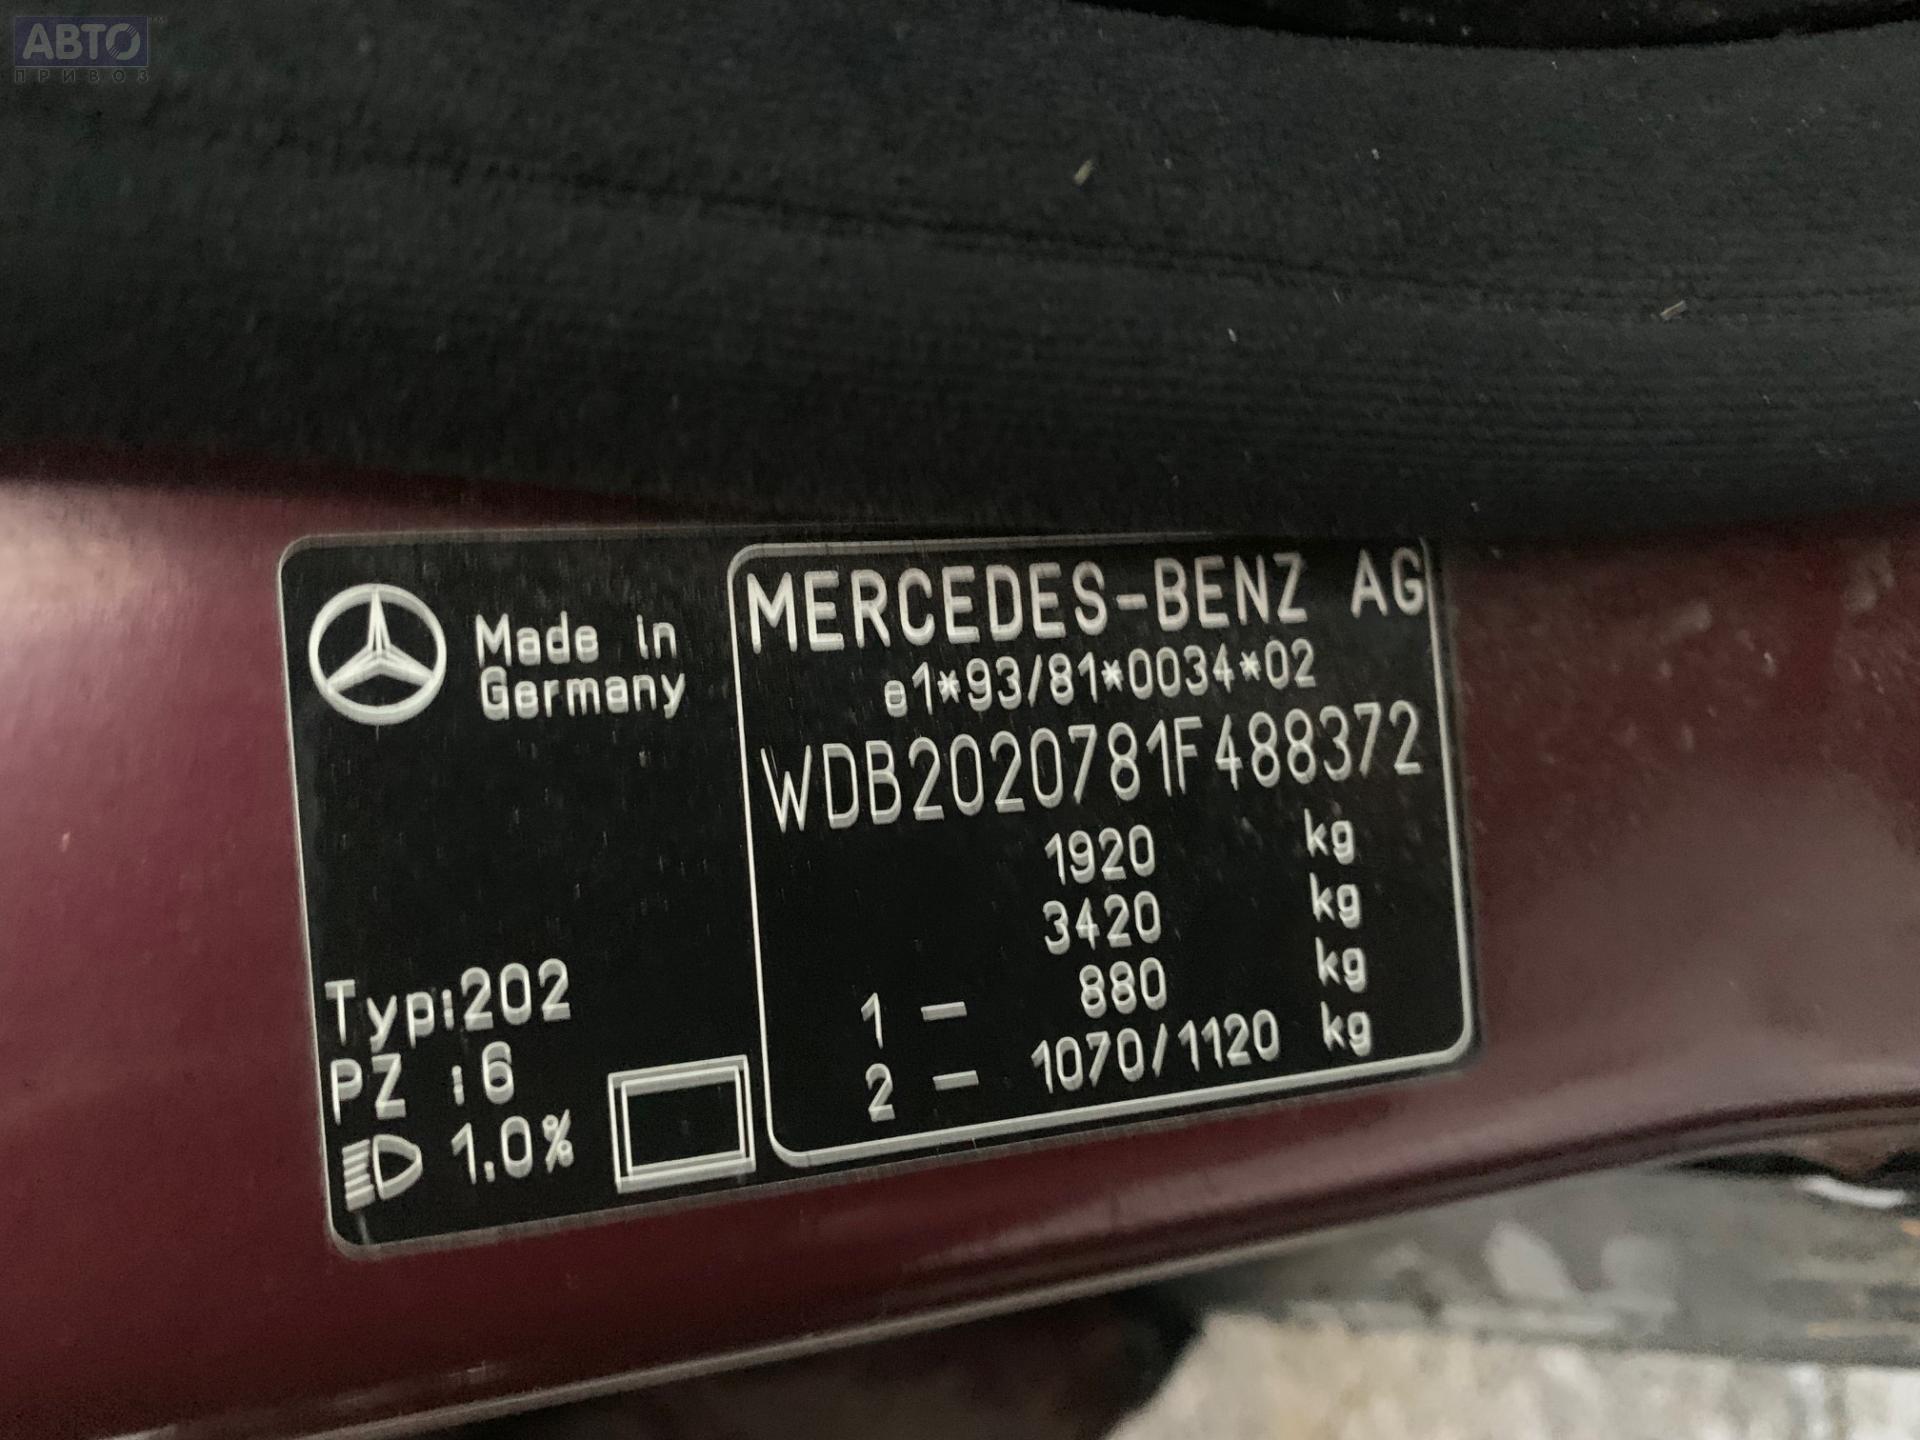 АВТО™
ПРИВОЗ
Made in
Germany
Typ:202
PZ :6
1.0%
MERCEDES-BENZ AG
e1*93/81*0034*02
WDB2020781F488372
1920 kg
3420 kg
1 – 880 kg
2 – 1070/1120 kg